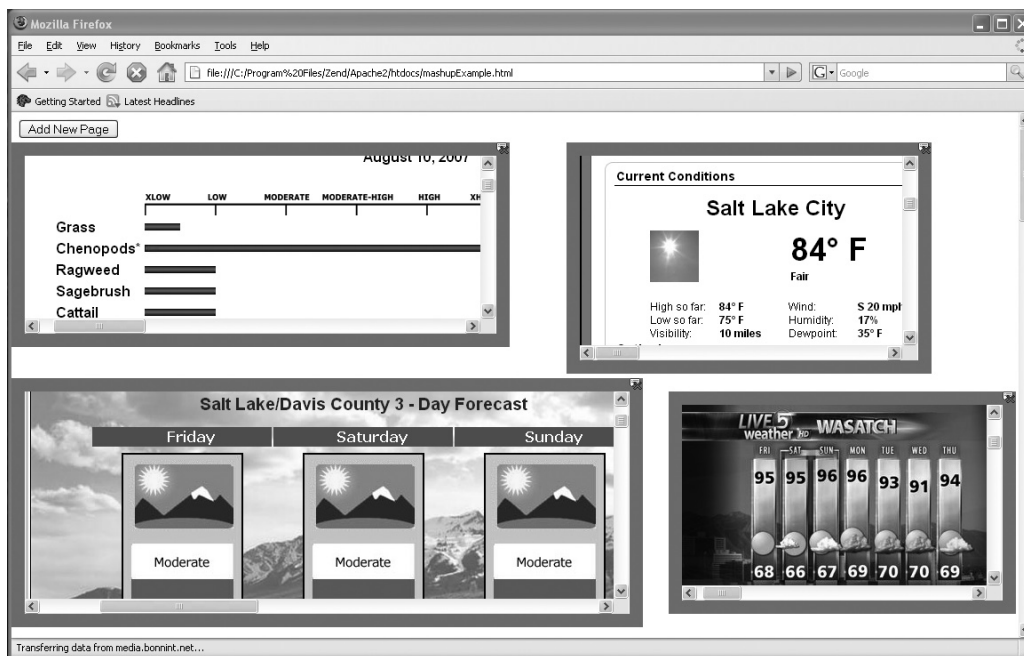 Mozilla Firefox
File Edit View History Bookmarks Tools Help
file:///C:/Program%20Files/Zend/Apache2/htdocs/mashupExample.html
G Google
Getting Started Latest Headlines
Add New Page
August 10, 2007
XLOW LOW MODERATE MODERATE-HIGH HIGH XH
Grass
Chenopods*
Ragweed
Sagebrush
Cattail
Current Conditions
Salt Lake City
84° F
Fair
High so far: 84° F Wind: S 20 mph
Low so far: 75° F Humidity: 17%
Visibility: 10 miles Dewpoint: 35° F
Salt Lake/Davis County 3 - Day Forecast
Friday Saturday Sunday
Moderate Moderate Moderate
LIVE 5 WASATCH
weather HD
FRI SAT SUN MON TUE WED THU
95 95 96 96 93 91 94
68 66 67 69 70 70 69
Transferring data from media.bonnint.net...